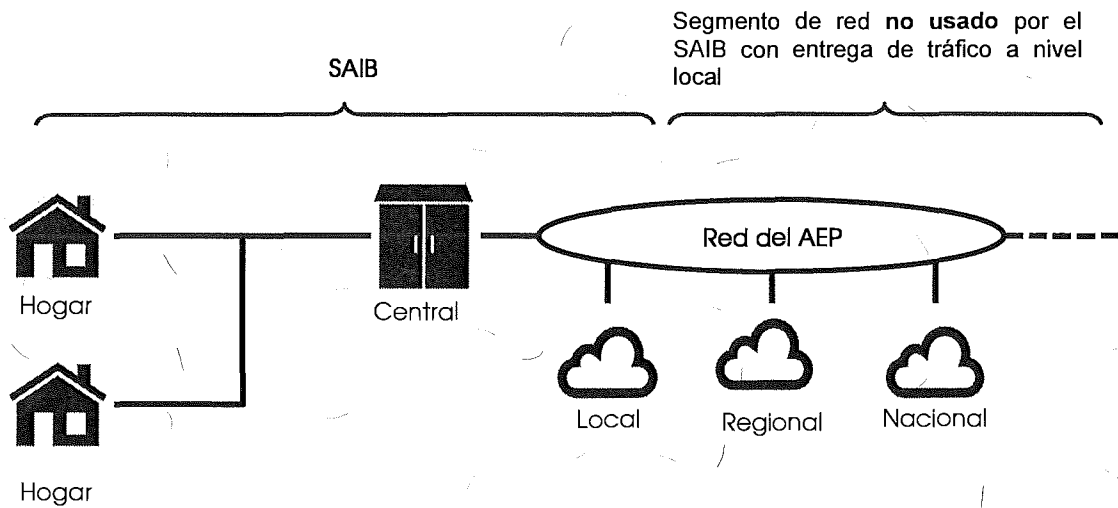 Segmento de red no usado por el
SAIB con entrega de tráfico a nivel
local
SAIB
Red del AEP
Hogar
Central
Local
Regional
Nacional
Hogar